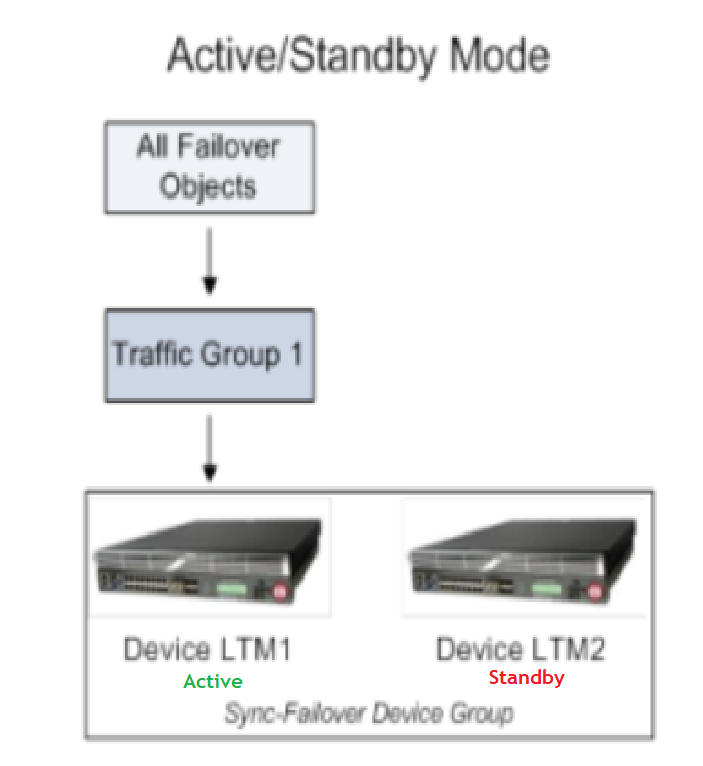 Active/Standby Mode
All Failover
Objects
Traffic Group 1
Device LTM1
Device LTM2
Active
Standby
Sync-Failover Device Group